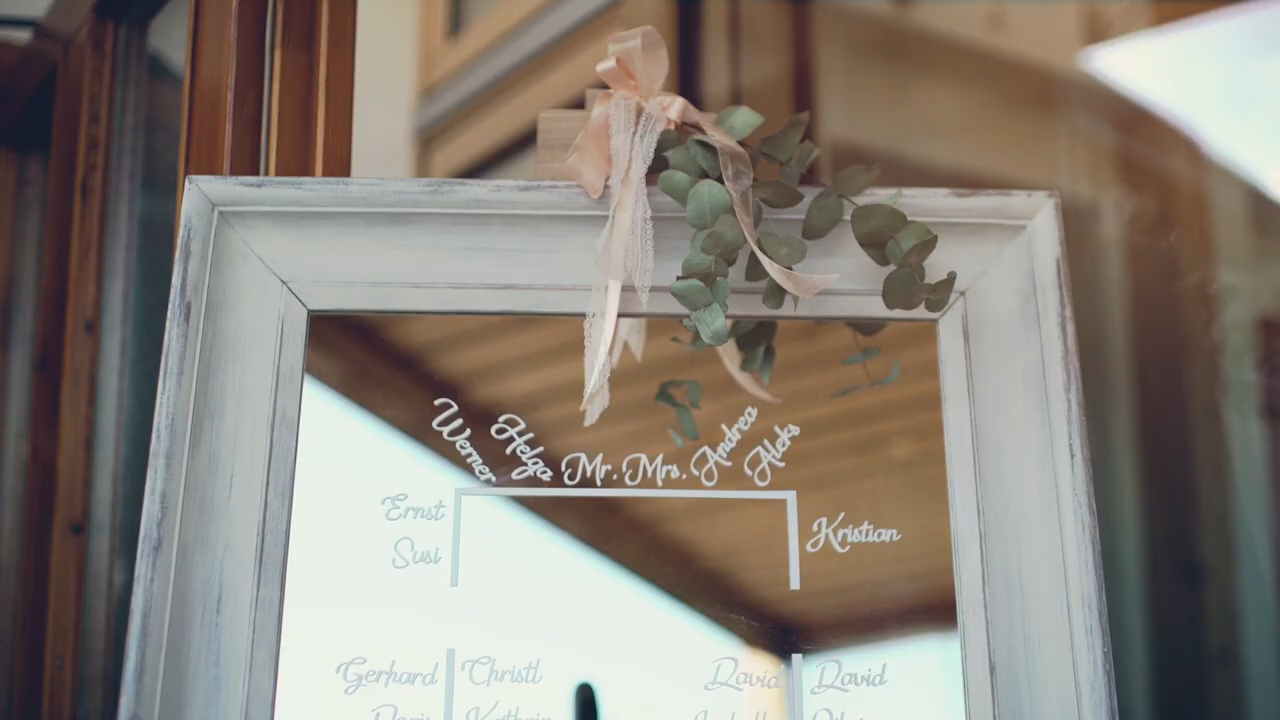 Werner Helga Mr. Mrs. Andrea Aleks
Ernst Kristian
Susi
Gerhard Christl David David